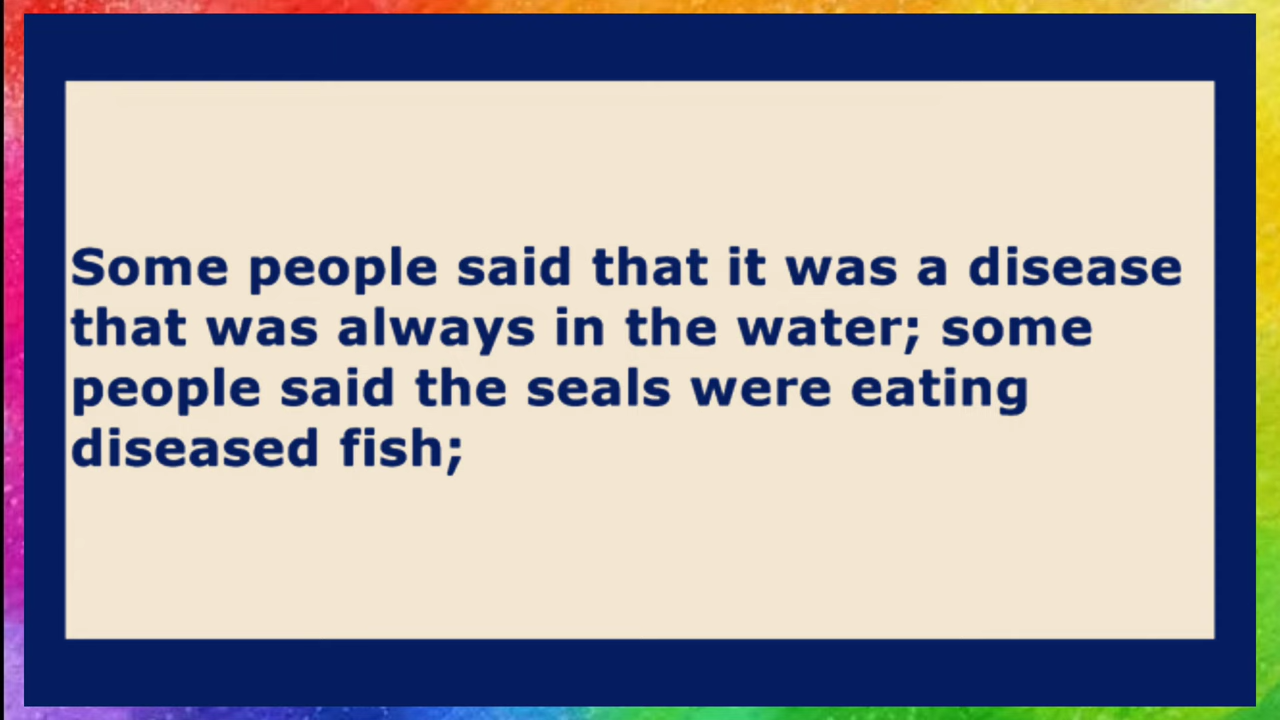 Some people said that it was a disease
that was always in the water; some
people said the seals were eating
diseased fish;